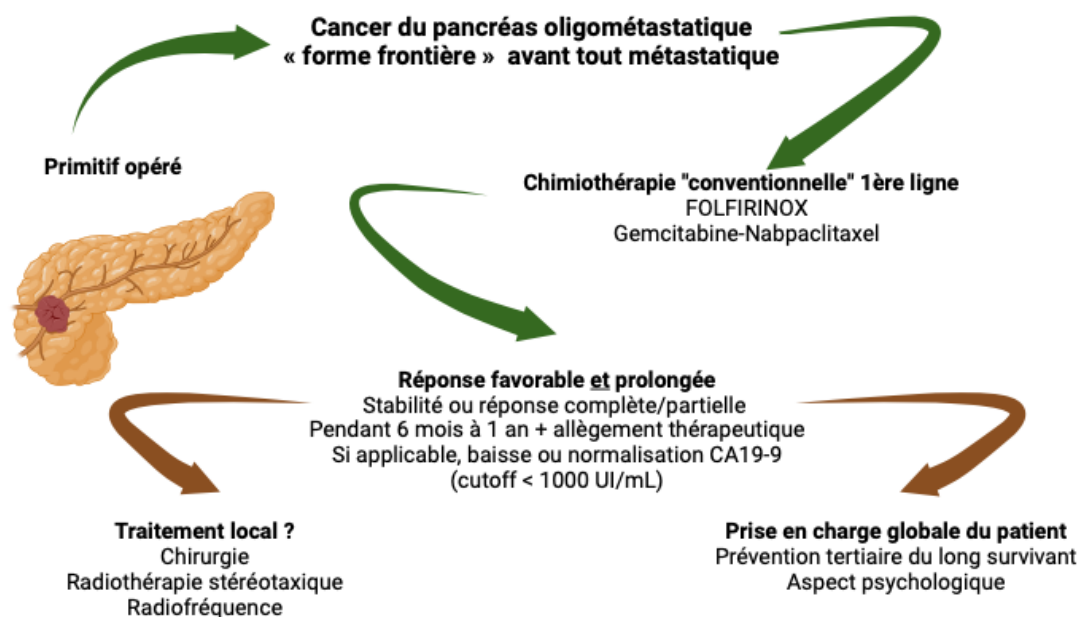 Cancer du pancréas oligométastatique
« forme frontière » avant tout métastatique
Primitif opéré
Chimiothérapie "conventionnelle" 1ère ligne
FOLFIRINOX
Gemcitabine-Nabpaclitaxel
Réponse favorable et prolongée
Stabilité ou réponse complète/partielle
Pendant 6 mois à 1 an + allègement thérapeutique
Si applicable, baisse ou normalisation CA19-9
(cutoff < 1000 UI/mL)
Traitement local ?
Chirurgie
Radiothérapie stéréotaxique
Radiofréquence
Prise en charge globale du patient
Prévention tertiaire du long survivant
Aspect psychologique